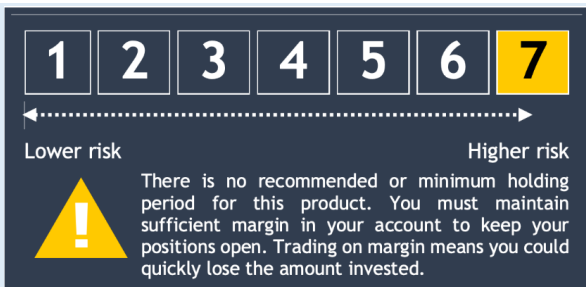 1 2 3 4 5 6 7
Lower risk Higher risk
!
There is no recommended or minimum holding
period for this product. You must maintain
sufficient margin in your account to keep your
positions open. Trading on margin means you could
quickly lose the amount invested.